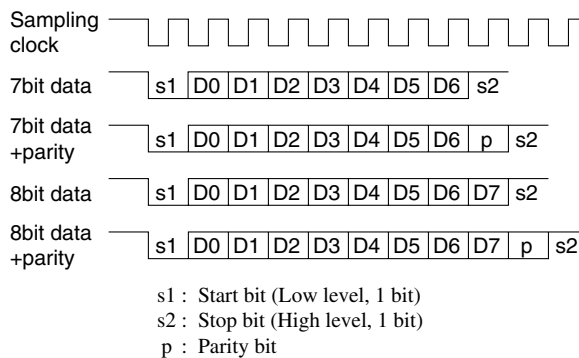 Sampling
clock
7bit data s1 D0 D1 D2 D3 D4 D5 D6 s2
7bit data
+parity s1 D0 D1 D2 D3 D4 D5 D6 p s2
8bit data s1 D0 D1 D2 D3 D4 D5 D6 D7 s2
8bit data
+parity s1 D0 D1 D2 D3 D4 D5 D6 D7 p s2
s1 : Start bit (Low level, 1 bit)
s2 : Stop bit (High level, 1 bit)
p : Parity bit